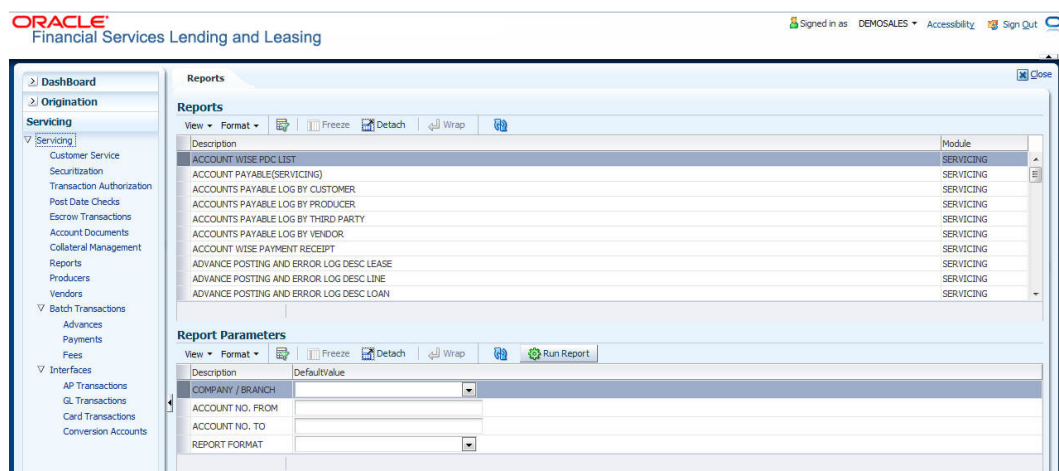 ORACLE'
Financial Services Lending and Leasing
Signed in as DEMOSALES Accessibility Sign Out
DashBoard
Origination
Servicing
Servicing
Customer Service
Securitization
Transaction Authorization
Post Date Checks
Escrow Transactions
Account Documents
Collateral Management
Reports
Producers
Vendors
Batch Transactions
Advances
Payments
Fees
Interfaces
AP Transactions
GL Transactions
Card Transactions
Conversion Accounts
Reports
Close
Reports
View Format Freeze Detach Wrap
Description Module
ACCOUNT WISE PDC LIST SERVICING
ACCOUNT PAYABLE(SERVICING) SERVICING
ACCOUNTS PAYABLE LOG BY CUSTOMER SERVICING
ACCOUNTS PAYABLE LOG BY PRODUCER SERVICING
ACCOUNTS PAYABLE LOG BY THIRD PARTY SERVICING
ACCOUNTS PAYABLE LOG BY VENDOR SERVICING
ACCOUNT WISE PAYMENT RECEIPT SERVICING
ADVANCE POSTING AND ERROR LOG DESC LEASE SERVICING
ADVANCE POSTING AND ERROR LOG DESC LINE SERVICING
ADVANCE POSTING AND ERROR LOG DESC LOAN SERVICING
Report Parameters
View Format Freeze Detach Wrap Run Report
Description DefaultValue
COMPANY / BRANCH
ACCOUNT NO. FROM
ACCOUNT NO. TO
REPORT FORMAT